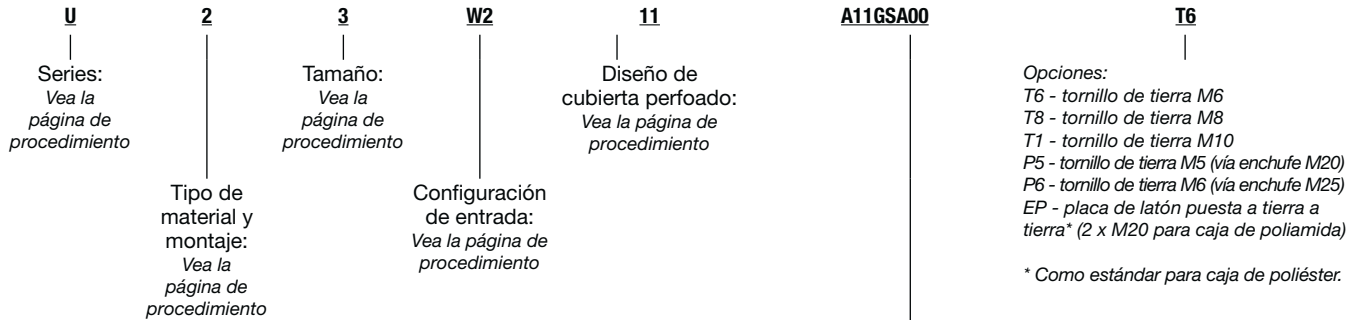 U 2 3 W2 11 A11GSA00 T6
Series:
Vea la
página de
procedimiento
Tipo de
material y
montaje:
Vea la
página de
procedimiento
Tamaño:
Vea la
página de
procedimiento
Configuración
de entrada:
Vea la página de
procedimiento
Diseño de
cubierta perfoado:
Vea la página de
procedimiento
Opciones:
T6 - tornillo de tierra M6
T8 - tornillo de tierra M8
T1 - tornillo de tierra M10
P5 - tornillo de tierra M5 (vía enchufe M20)
P6 - tornillo de tierra M6 (vía enchufe M25)
EP - placa de latón puesta a tierra a
tierra* (2 x M20 para caja de poliamida)
* Como estándar para caja de poliéster.